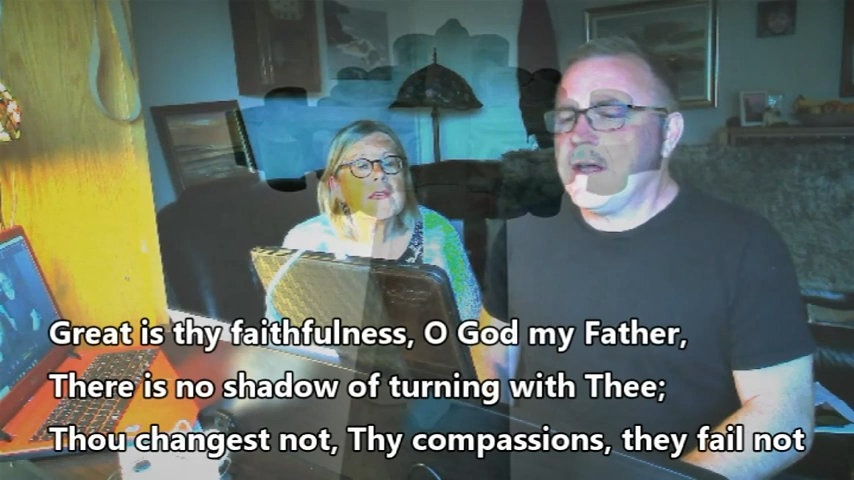 Great is thy faithfulness, O God my Father,
There is no shadow of turning with Thee;
Thou changest not, Thy compassions, they fail not